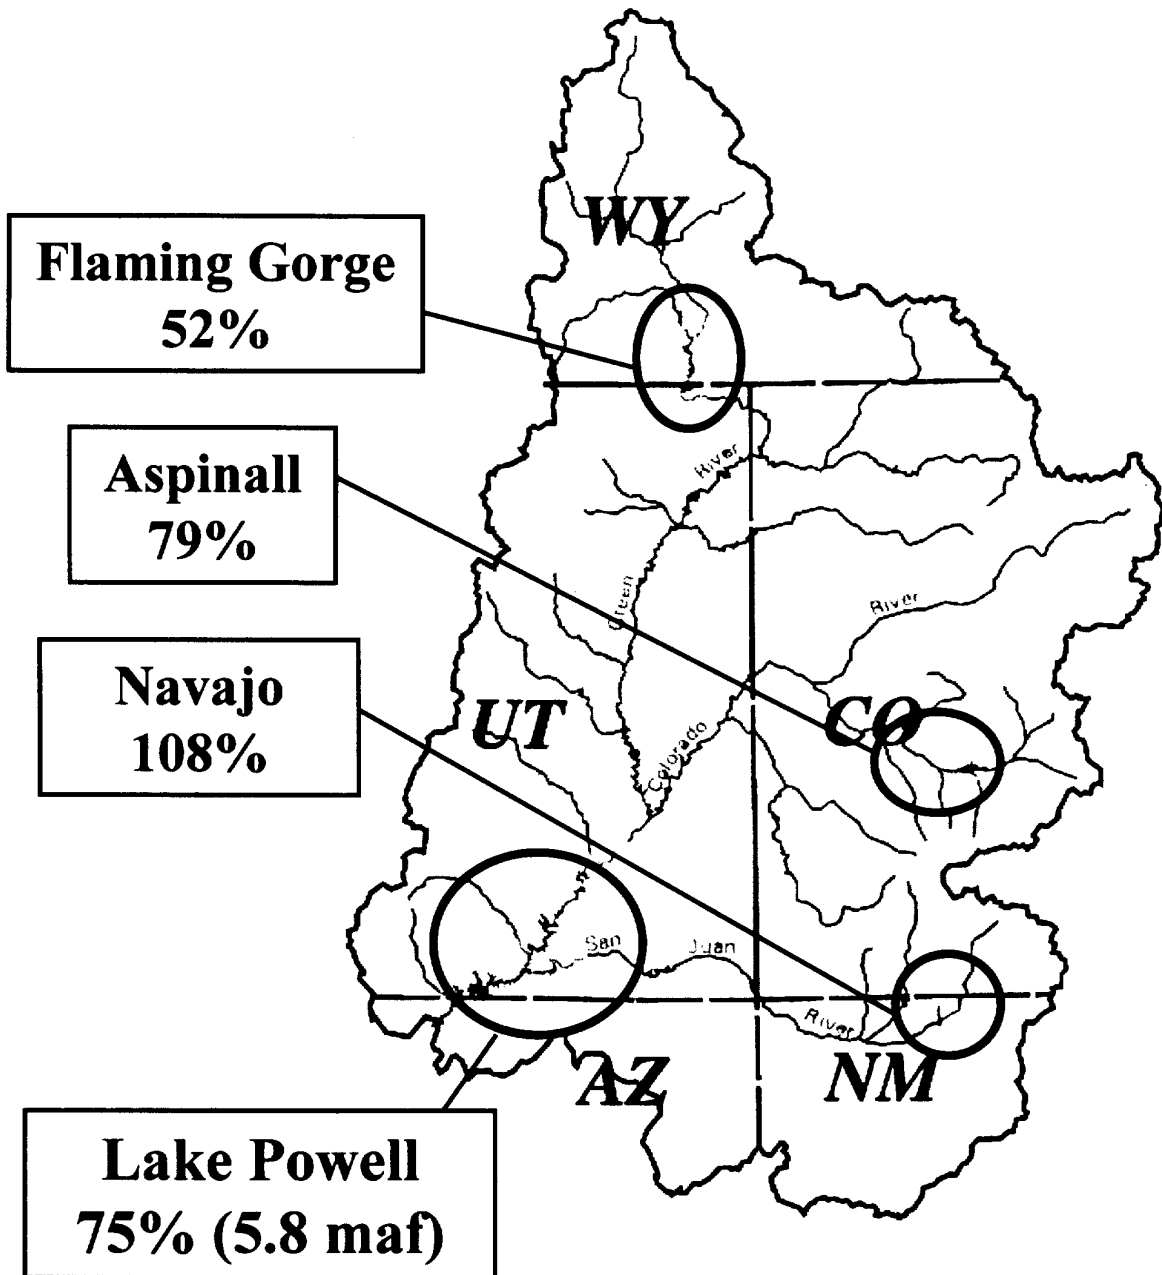 WY
Flaming Gorge
52%
River
Aspinall
79%
Green
River
Navajo
108%
UT
CO
Colorado
San
Juan
River
AZ
NM
Lake Powell
75% (5.8 maf)